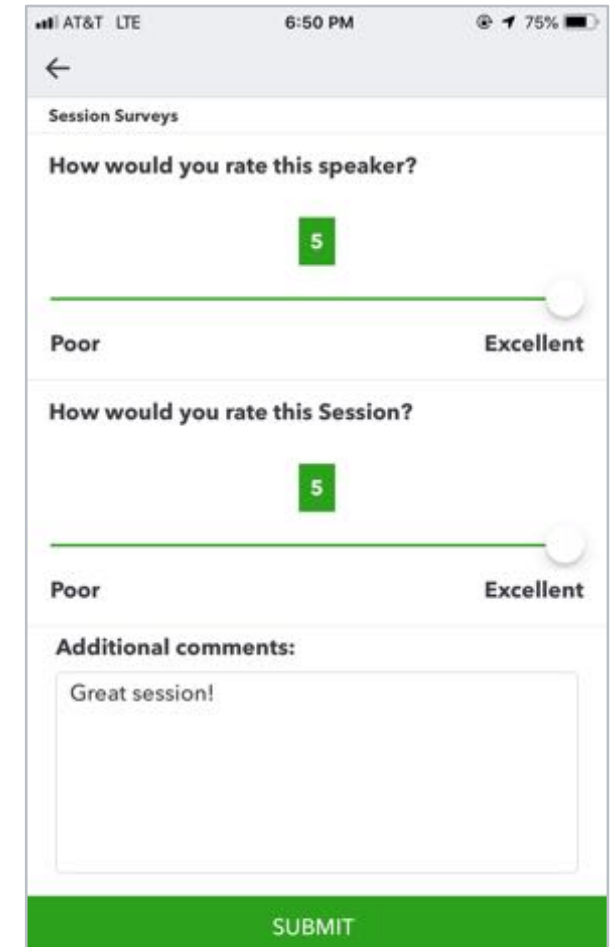 AT&T LTE 6:50 PM 75%
Session Surveys
How would you rate this speaker?
5
Poor Excellent
How would you rate this Session?
5
Poor Excellent
Additional comments:
Great session!
SUBMIT